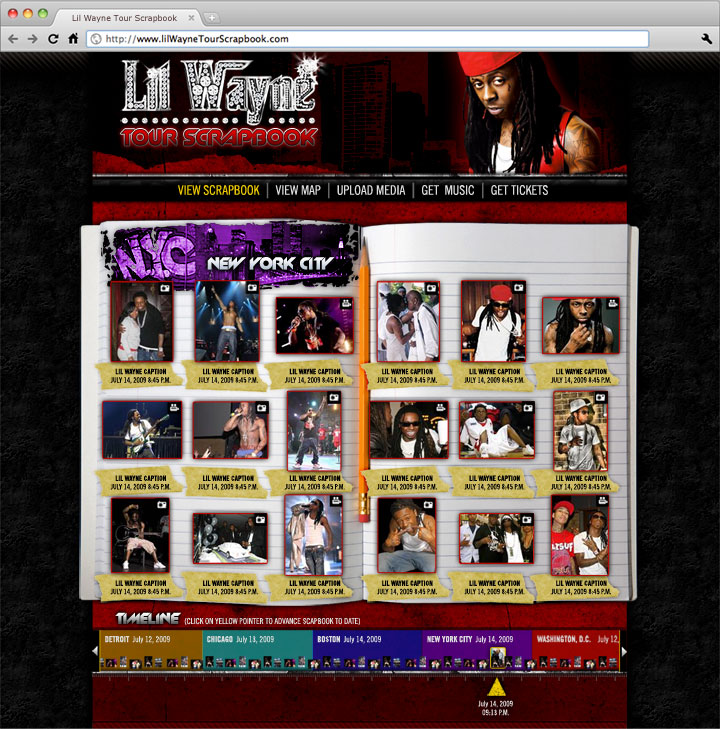 Lil Wayne Tour Scrapbook
http://www.lilWayneTourScrapbook.com
Lil Wayne
TOUR SCRAPBOOK
VIEW SCRAPBOOK | VIEW MAP | UPLOAD MEDIA | GET MUSIC | GET TICKETS
NYC NEW YORK CITY
LIL WAYNE CAPTION LIL WAYNE CAPTION LIL WAYNE CAPTION LIL WAYNE CAPTION LIL WAYNE CAPTION LIL WAYNE CAPTION
JULY 14, 2009 8:45 P.M. JULY 14, 2009 8:45 P.M. JULY 14, 2009 8:45 P.M. JULY 14, 2009 8:45 P.M. JULY 14, 2009 8:45 P.M. JULY 14, 2009 8:45 P.M.
LIL WAYNE CAPTION LIL WAYNE CAPTION LIL WAYNE CAPTION LIL WAYNE CAPTION LIL WAYNE CAPTION LIL WAYNE CAPTION
JULY 14, 2009 8:45 P.M. JULY 14, 2009 8:45 P.M. JULY 14, 2009 8:45 P.M. JULY 14, 2009 8:45 P.M. JULY 14, 2009 8:45 P.M. JULY 14, 2009 8:45 P.M.
LIL WAYNE CAPTION LIL WAYNE CAPTION LIL WAYNE CAPTION LIL WAYNE CAPTION LIL WAYNE CAPTION LIL WAYNE CAPTION
JULY 14, 2009 8:45 P.M. JULY 14, 2009 8:45 P.M. JULY 14, 2009 8:45 P.M. JULY 14, 2009 8:45 P.M. JULY 14, 2009 8:45 P.M. JULY 14, 2009 8:45 P.M.
TIMELINE (CLICK ON YELLOW POINTER TO ADVANCE SCAPBOOK TO DATE)
DETROIT July 12, 2009 CHICAGO July 13, 2009 BOSTON July 14, 2009 NEW YORK CITY July 14, 2009 WASHINGTON, D.C. July 12,
July 14, 2009
09:13 P.M.